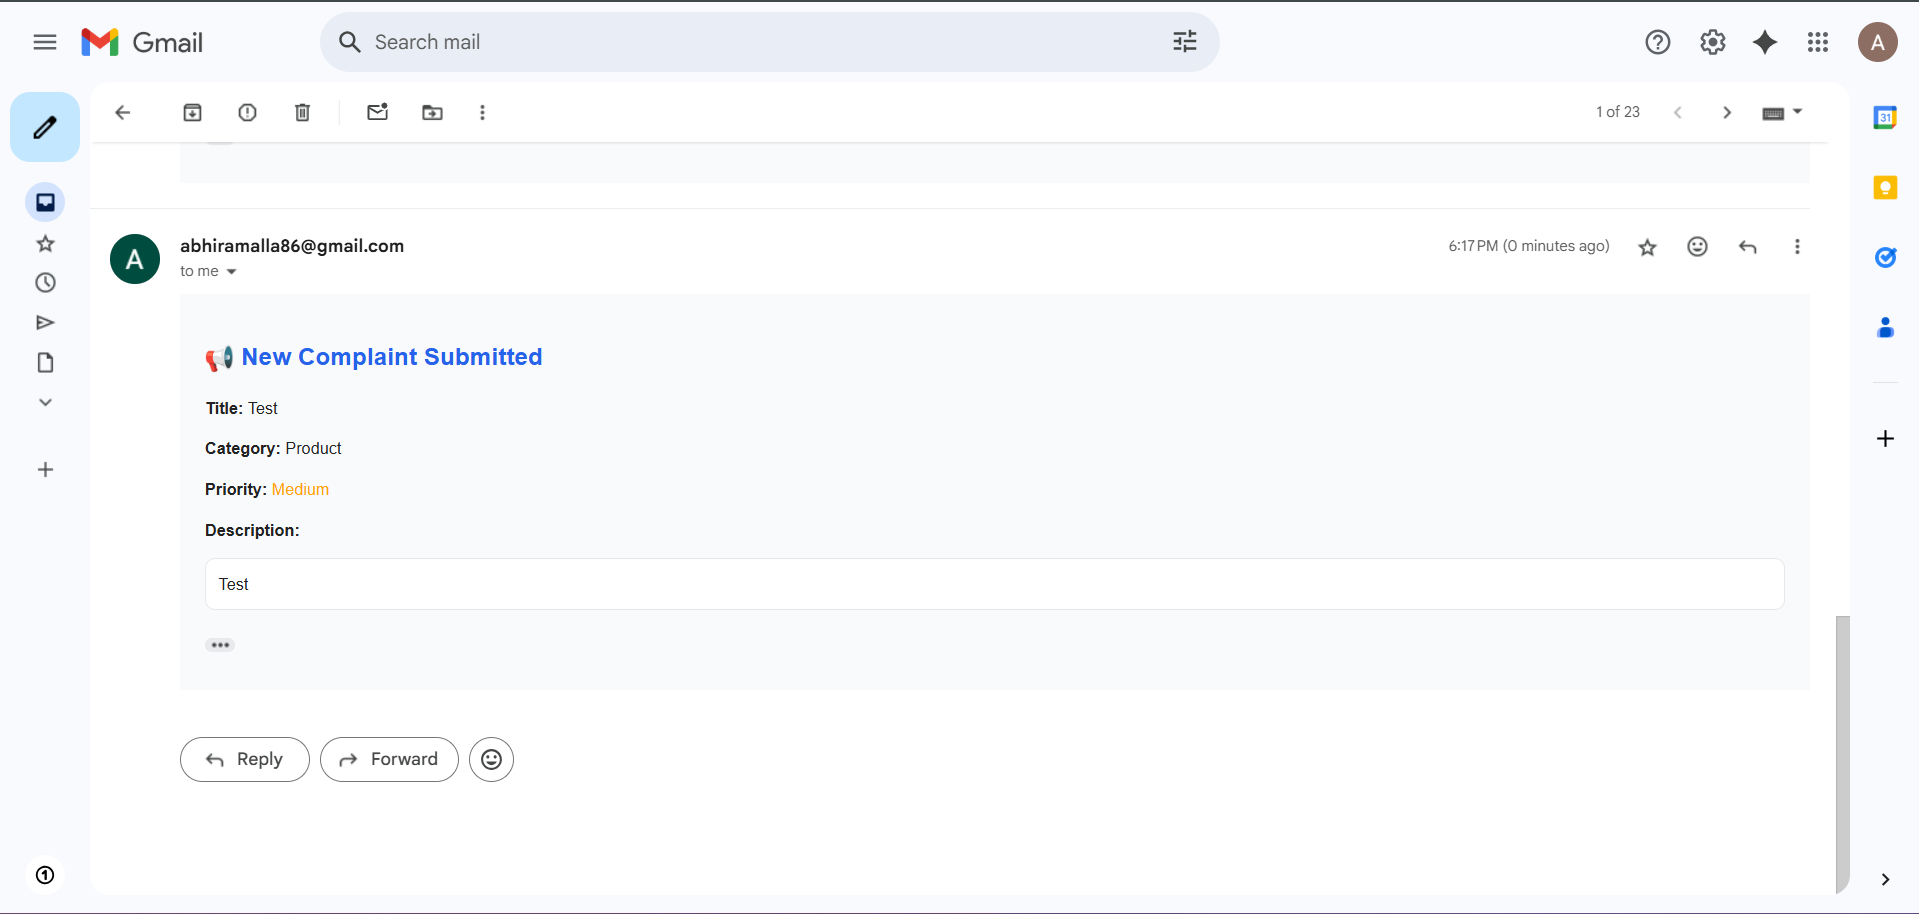 Gmail
Search mail
A
1 of 23
31
A
abhiramalla86@gmail.com
6:17 PM (0 minutes ago)
to me
New Complaint Submitted
Title: Test
Category: Product
Priority: Medium
Description:
Test
Reply
Forward
1